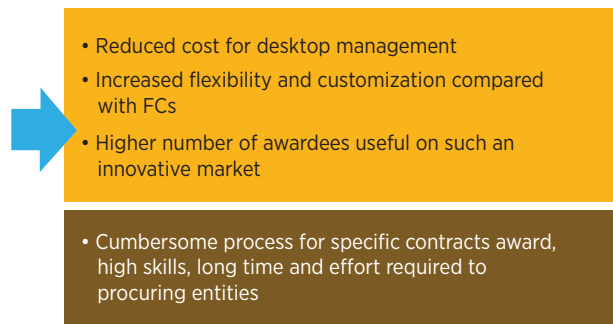 • Reduced cost for desktop management
• Increased flexibility and customization compared
with FCs
• Higher number of awardees useful on such an
innovative market
• Cumbersome process for specific contracts award,
high skills, long time and effort required to
procuring entities